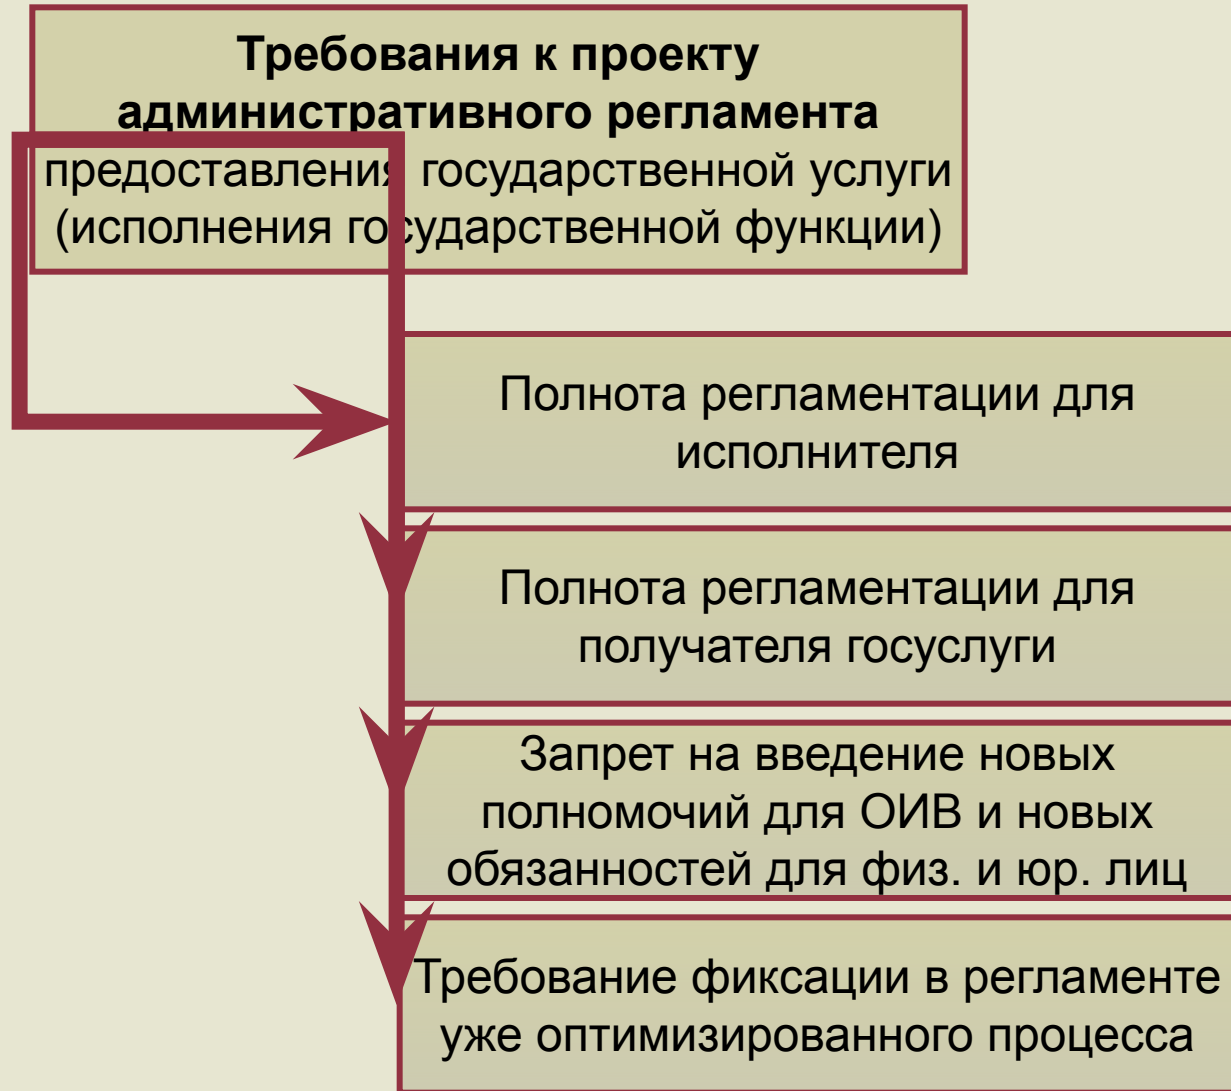 Требования к проекту
административного регламента
предоставления государственной услуги
(исполнения государственной функции)
Полнота регламентации для
исполнителя
Полнота регламентации для
получателя госуслуги
Запрет на введение новых
полномочий для ОИВ и новых
обязанностей для физ. и юр. лиц
Требование фиксации в регламенте
уже оптимизированного процесса